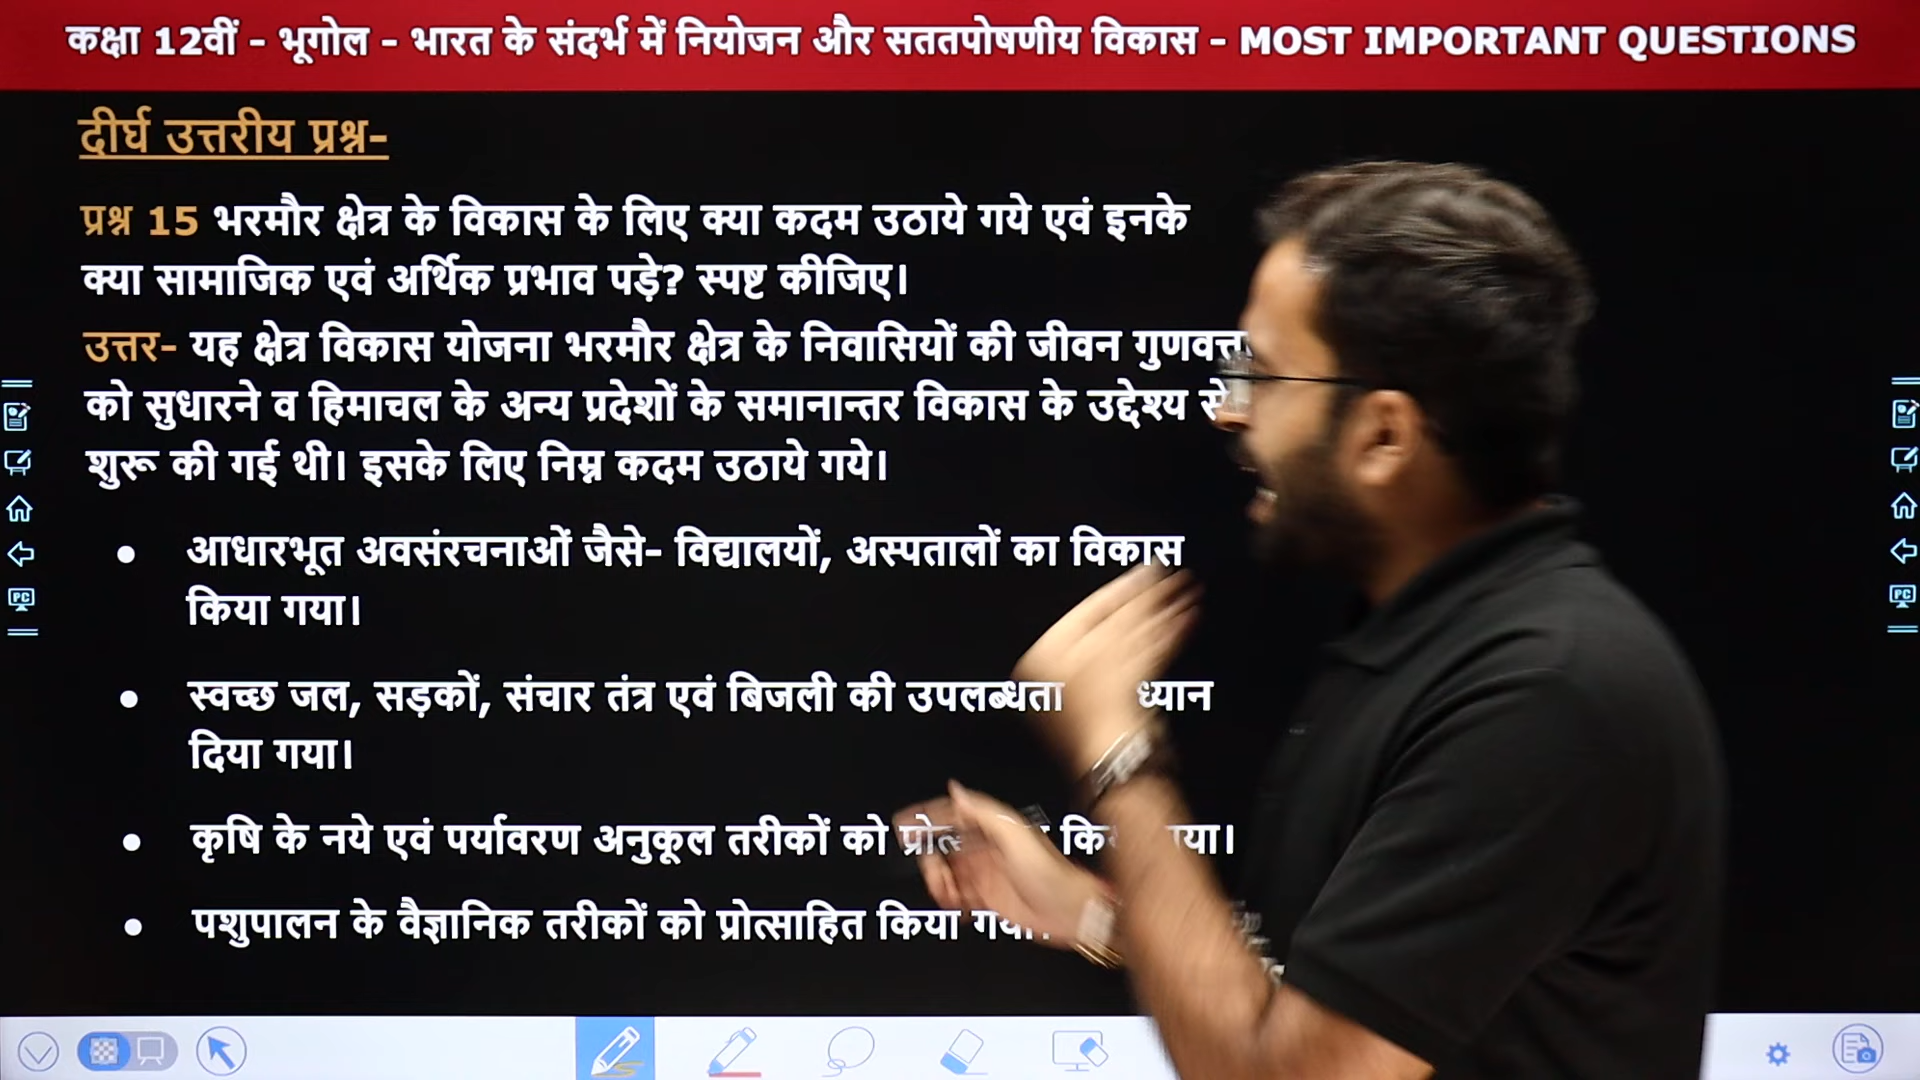 कक्षा 12वीं - भूगोल - भारत के संदर्भ में नियोजन और सततपोषणीय विकास - MOST IMPORTANT QUESTIONS
दीर्घ उत्तरीय प्रश्न-
प्रश्न 15 भरमौर क्षेत्र के विकास के लिए क्या कदम उठाये गये एवं इनके
क्या सामाजिक एवं अर्थिक प्रभाव पड़े? स्पष्ट कीजिए।
उत्तर- यह क्षेत्र विकास योजना भरमौर क्षेत्र के निवासियों की जीवन गुणवत्ता
को सुधारने व हिमाचल के अन्य प्रदेशों के समानान्तर विकास के उद्देश्य से
शुरू की गई थी। इसके लिए निम्न कदम उठाये गये।
• आधारभूत अवसंरचनाओं जैसे- विद्यालयों, अस्पतालों का विकास
किया गया।
• स्वच्छ जल, सड़कों, संचार तंत्र एवं बिजली की उपलब्धता ध्यान
दिया गया।
• कृषि के नये एवं पर्यावरण अनुकूल तरीकों को
• पशुपालन के वैज्ञानिक तरीकों को प्रोत्साहित किया
PC
PC